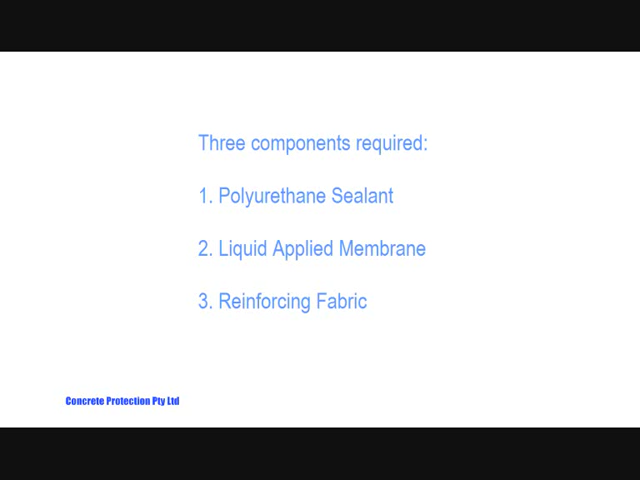 Three components required:
1. Polyurethane Sealant
2. Liquid Applied Membrane
3. Reinforcing Fabric
Concrete Protection Pty Ltd